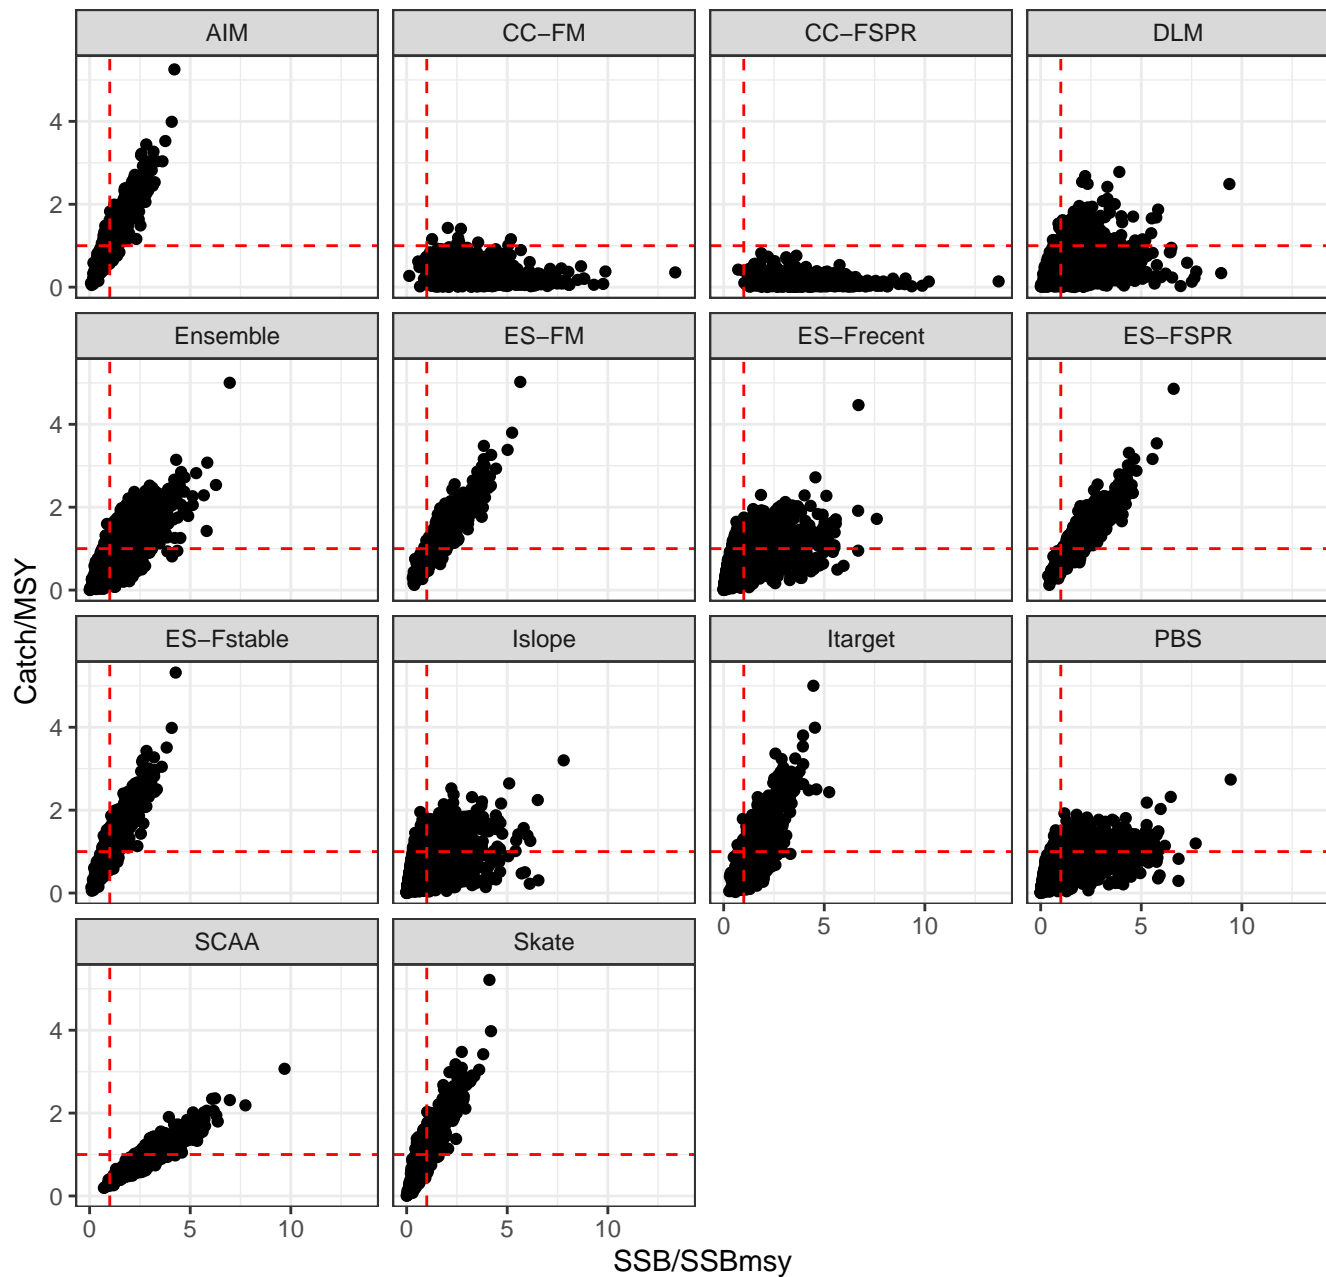 AIM CC−FM CC−FSPR DLM
4
2
0
Ensemble ES−FM ES−Frecent ES−FSPR
4
2
0
ES−Fstable Islope Itarget PBS
4
2
0
0 5 10 0 5 10
SCAA Skate
4
2
0
0 5 10 0 5 10
SSB/SSBmsy
Catch/MSY